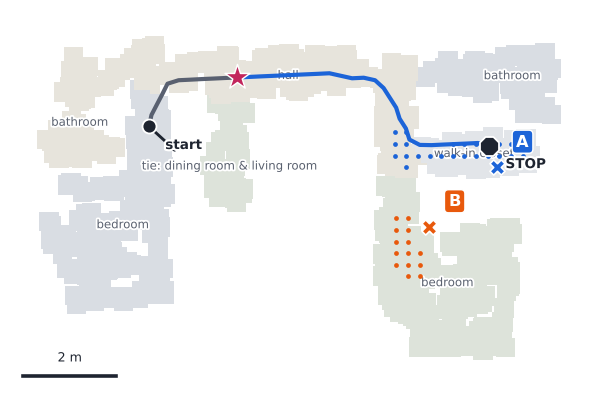 hall
bathroom
bathroom
A
start
walk-in closet
STOP
tie: dining room & living room
B
bedroom
bedroom
2 m